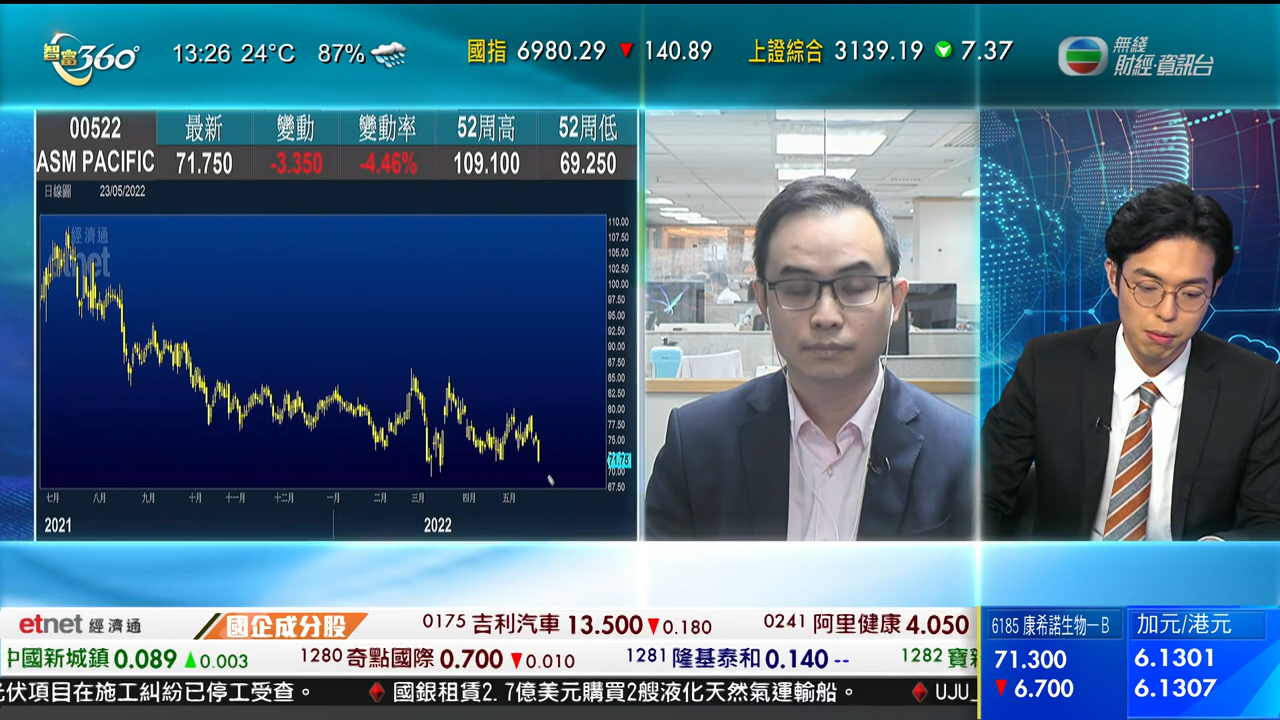 智富360° 13:26 24°C 87% 國指 6980.29 ▼ 140.89 上證綜合 3139.19 7.37 無綫
財經·資訊台
00522 最新 變動 變動率 52周高 52周低
ASM PACIFIC 71.750 -3.350 -4.46% 109.100 69.250
日線圖 23/05/2022
經濟通
etnet
110.00
107.50
105.00
102.50
100.00
97.50
95.00
92.50
90.00
87.50
85.00
82.50
80.00
77.50
75.00
71.75
70.00
67.50
七月 八月 九月 十月 十一月 十二月 一月 二月 三月 四月 五月
2021 2022
etnet 經濟通 國企成分股 0175 吉利汽車 13.500 ▼ 0.180 0241 阿里健康 4.050
中國新城鎮 0.089 ▲ 0.003 1280 奇點國際 0.700 ▼ 0.010 1281 隆基泰和 0.140 -- 1282 寶新
伏項目在施工糾紛已停工受查。 ♦ 國銀租賃2.7億美元購買2艘液化天然氣運輸船。 ♦ UJU_
6185 康希諾生物一B
71.300
▼ 6.700
加元/港元
6.1301
6.1307